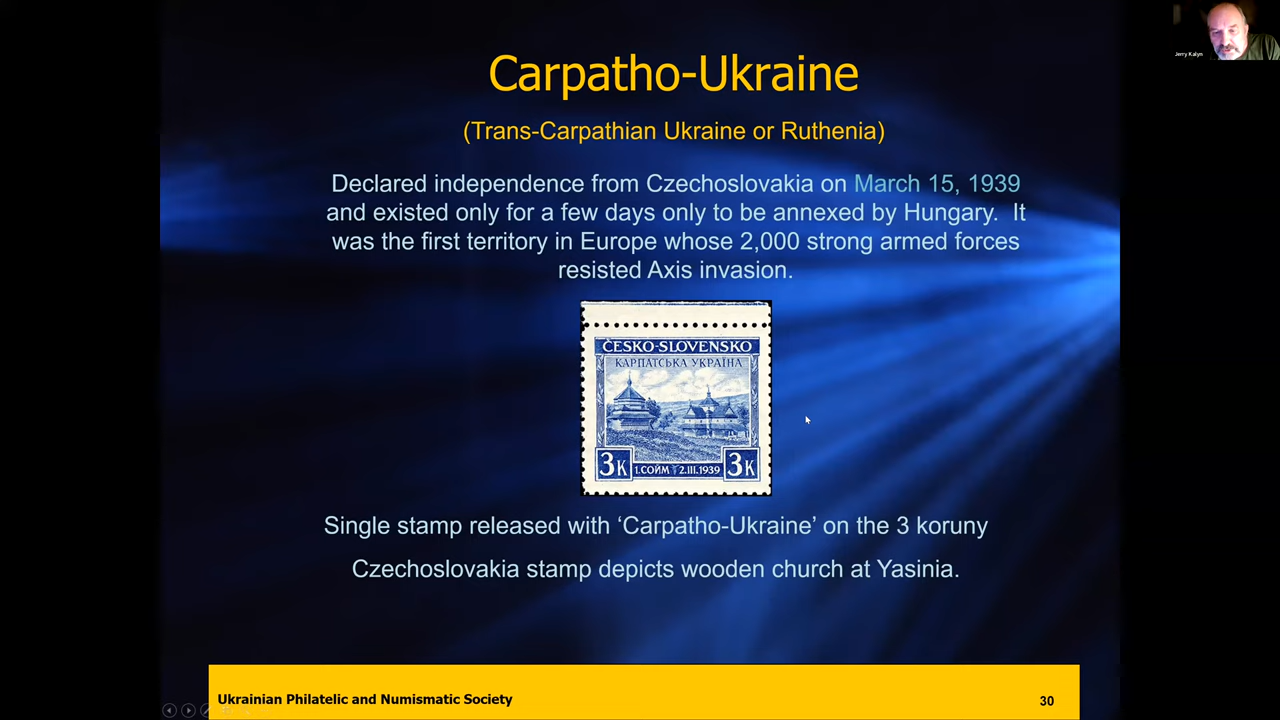 Jerry Kalyn
Carpatho-Ukraine
(Trans-Carpathian Ukraine or Ruthenia)
Declared independence from Czechoslovakia on March 15, 1939
and existed only for a few days only to be annexed by Hungary. It
was the first territory in Europe whose 2,000 strong armed forces
resisted Axis invasion.
ČESKO-SLOVENSKO
КАРПАТСЬКА УКРАЇНА
3K 1.СОЙМ 2.III.1939 3K
Single stamp released with ‘Carpatho-Ukraine’ on the 3 koruny
Czechoslovakia stamp depicts wooden church at Yasinia.
Ukrainian Philatelic and Numismatic Society
30